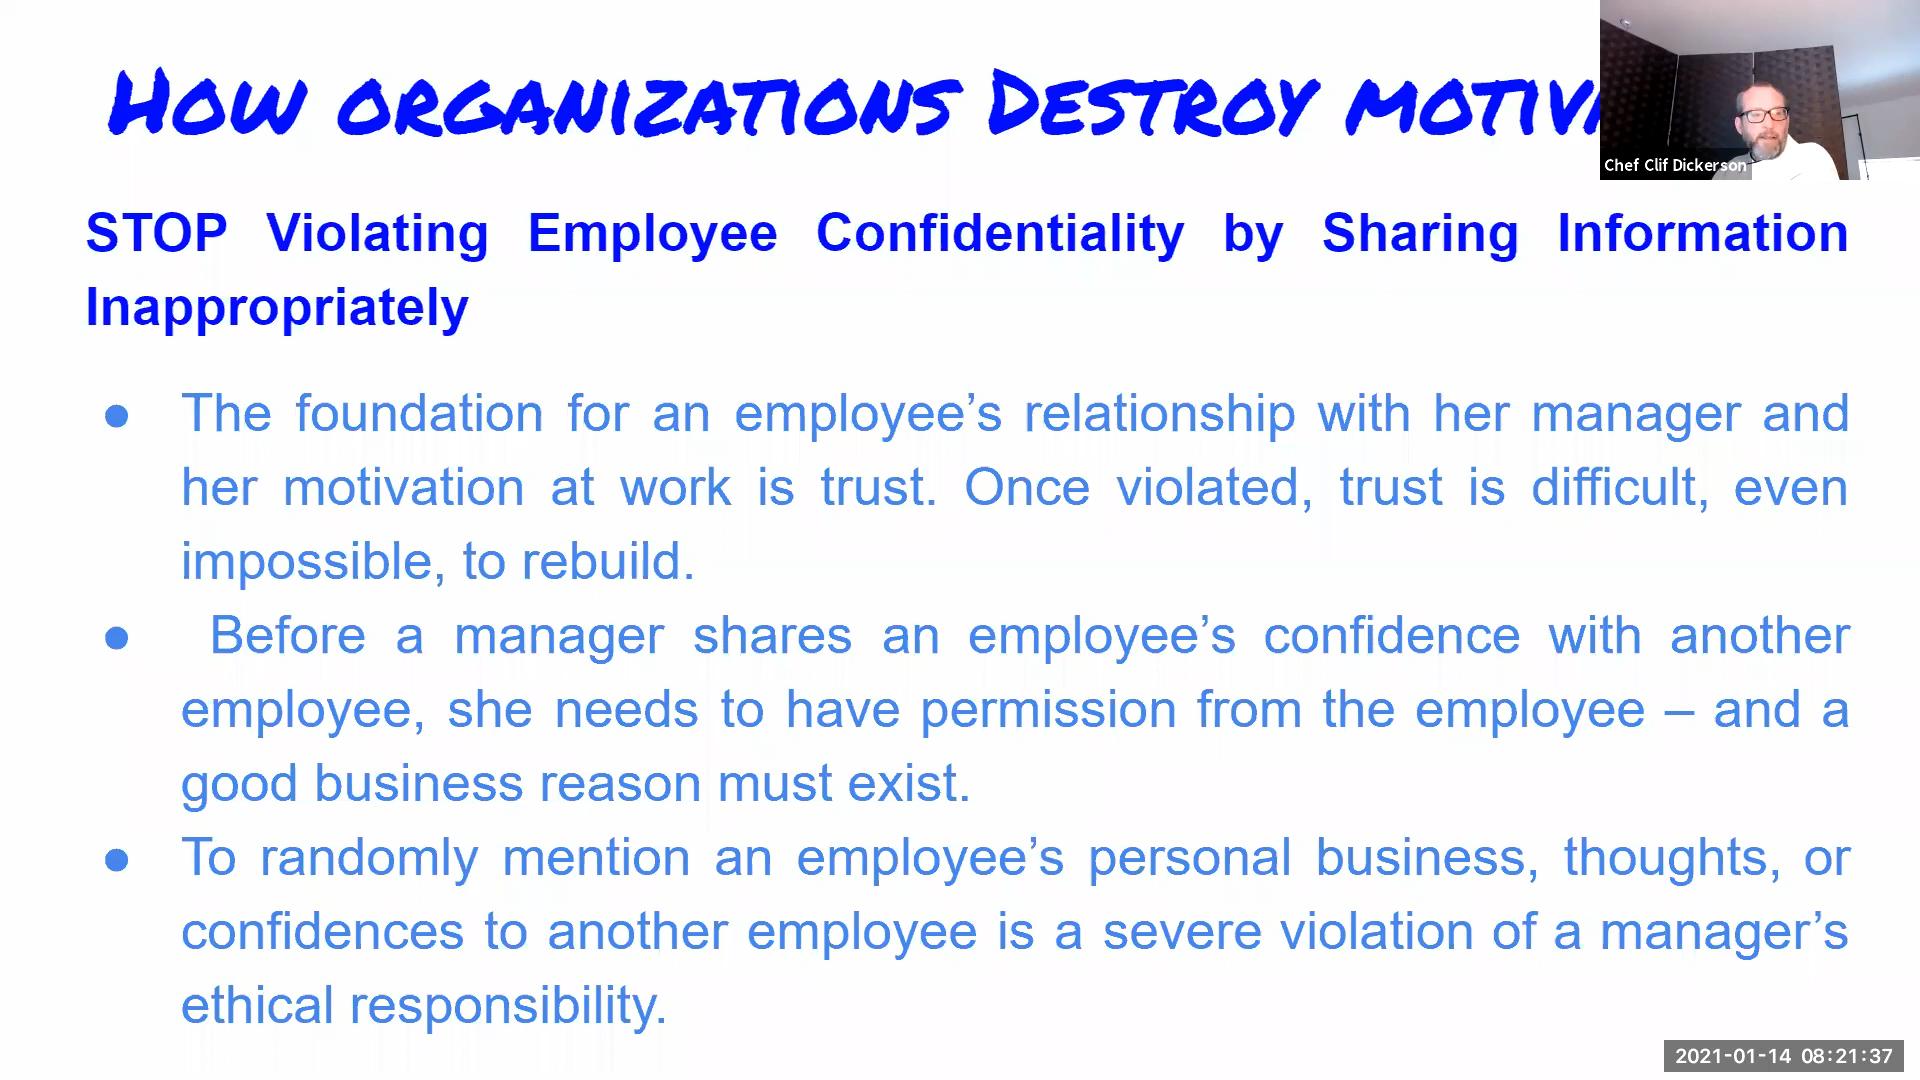 How organizations Destroy motiv
Chef Clif Dickerson
STOP Violating Employee Confidentiality by Sharing Information
Inappropriately
● The foundation for an employee’s relationship with her manager and
her motivation at work is trust. Once violated, trust is difficult, even
impossible, to rebuild.
● Before a manager shares an employee’s confidence with another
employee, she needs to have permission from the employee – and a
good business reason must exist.
● To randomly mention an employee’s personal business, thoughts, or
confidences to another employee is a severe violation of a manager’s
ethical responsibility.
2021-01-14 08:21:37